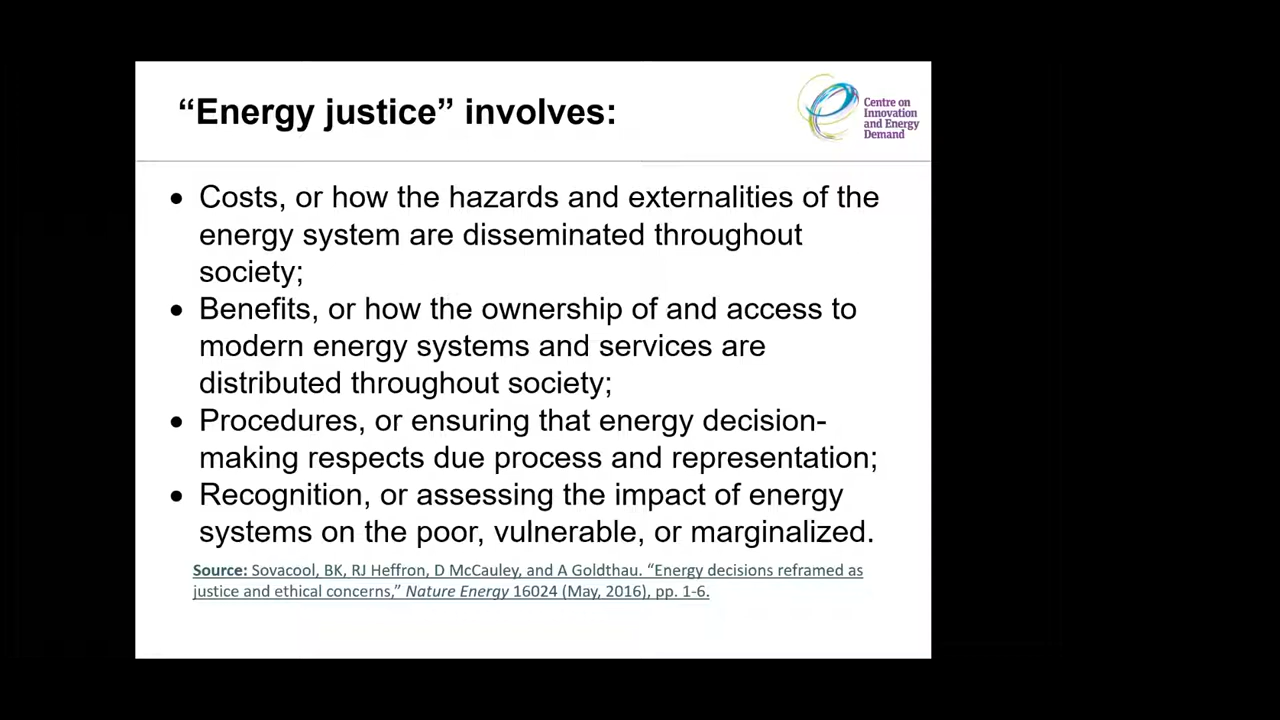 “Energy justice” involves:
Centre on
Innovation
and Energy
Demand
• Costs, or how the hazards and externalities of the
energy system are disseminated throughout
society;
• Benefits, or how the ownership of and access to
modern energy systems and services are
distributed throughout society;
• Procedures, or ensuring that energy decision-
making respects due process and representation;
• Recognition, or assessing the impact of energy
systems on the poor, vulnerable, or marginalized.
Source: Sovacool, BK, RJ Heffron, D McCauley, and A Goldthau. “Energy decisions reframed as
justice and ethical concerns,” Nature Energy 16024 (May, 2016), pp. 1-6.